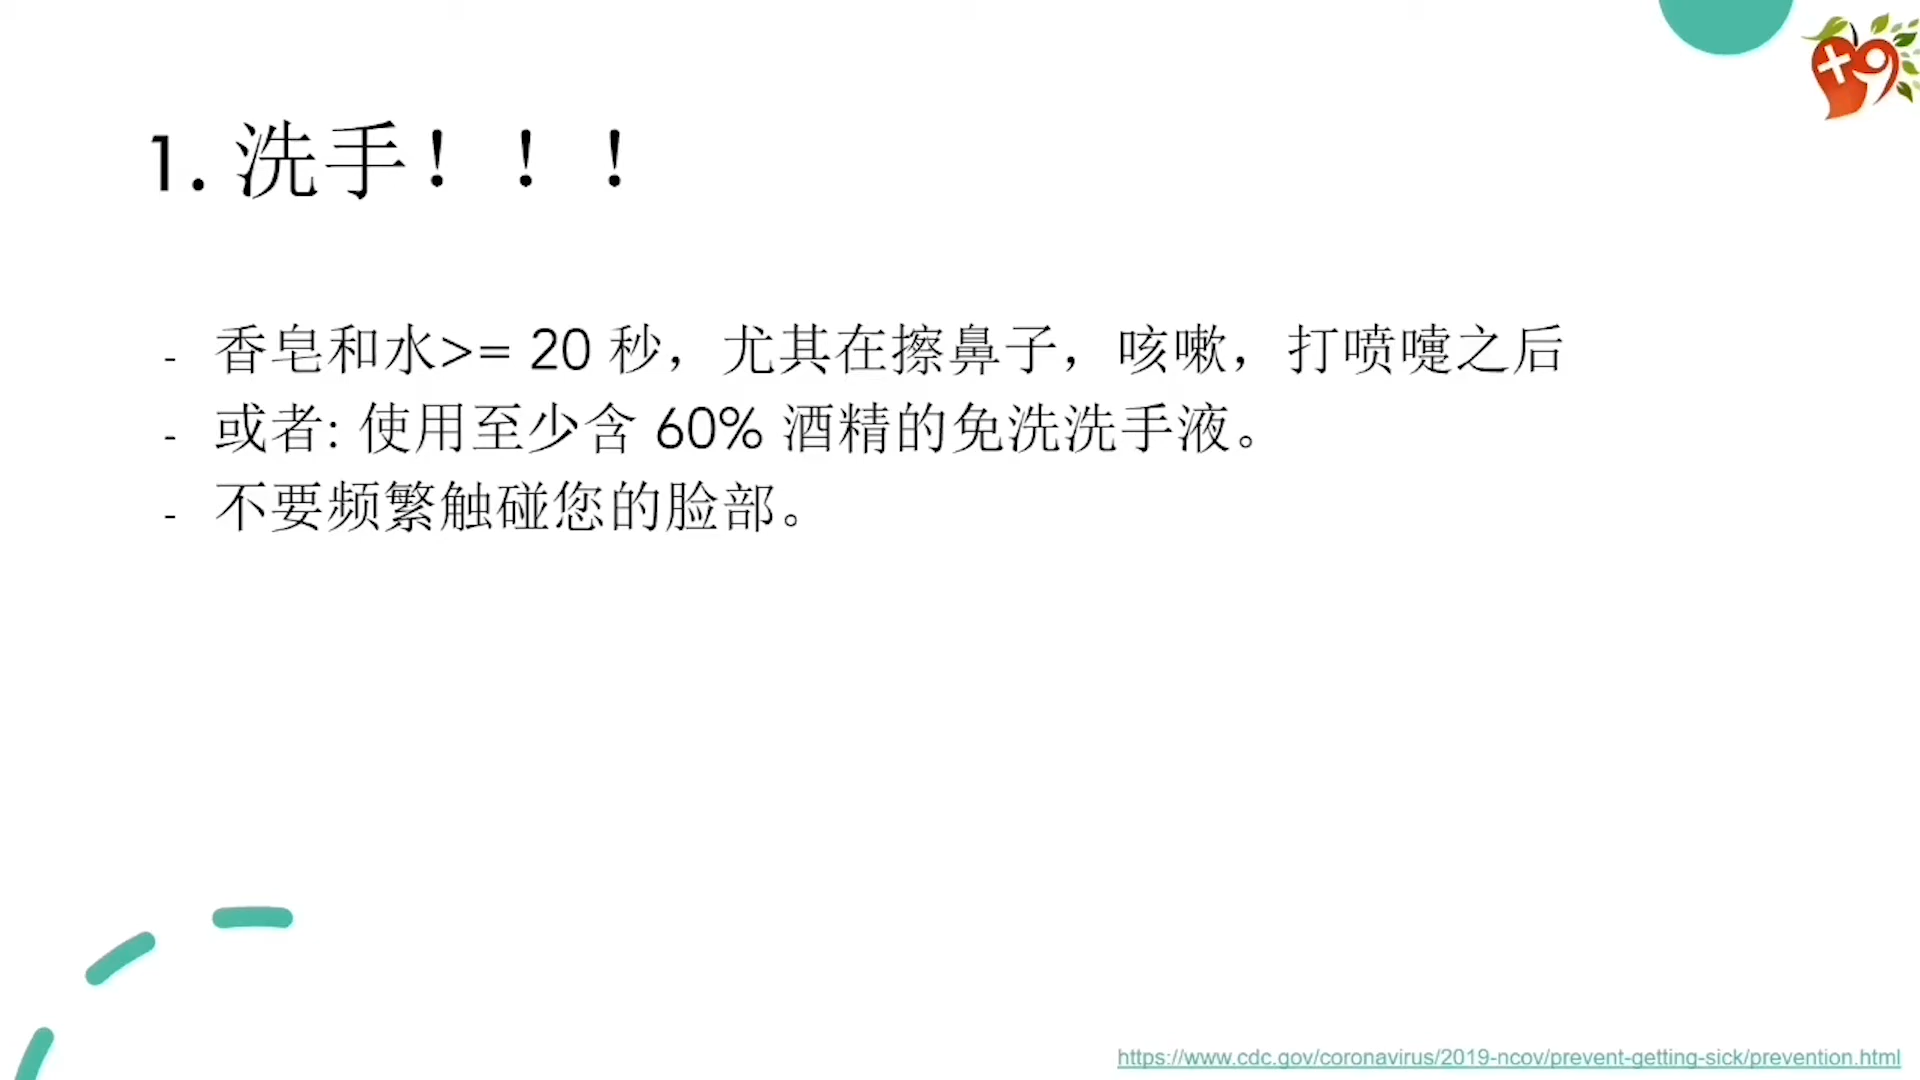 1. 洗手！！！
- 香皂和水>= 20 秒，尤其在擦鼻子，咳嗽，打喷嚏之后
- 或者: 使用至少含 60% 酒精的免洗洗手液。
- 不要频繁触碰您的脸部。
https://www.cdc.gov/coronavirus/2019-ncov/prevent-getting-sick/prevention.html